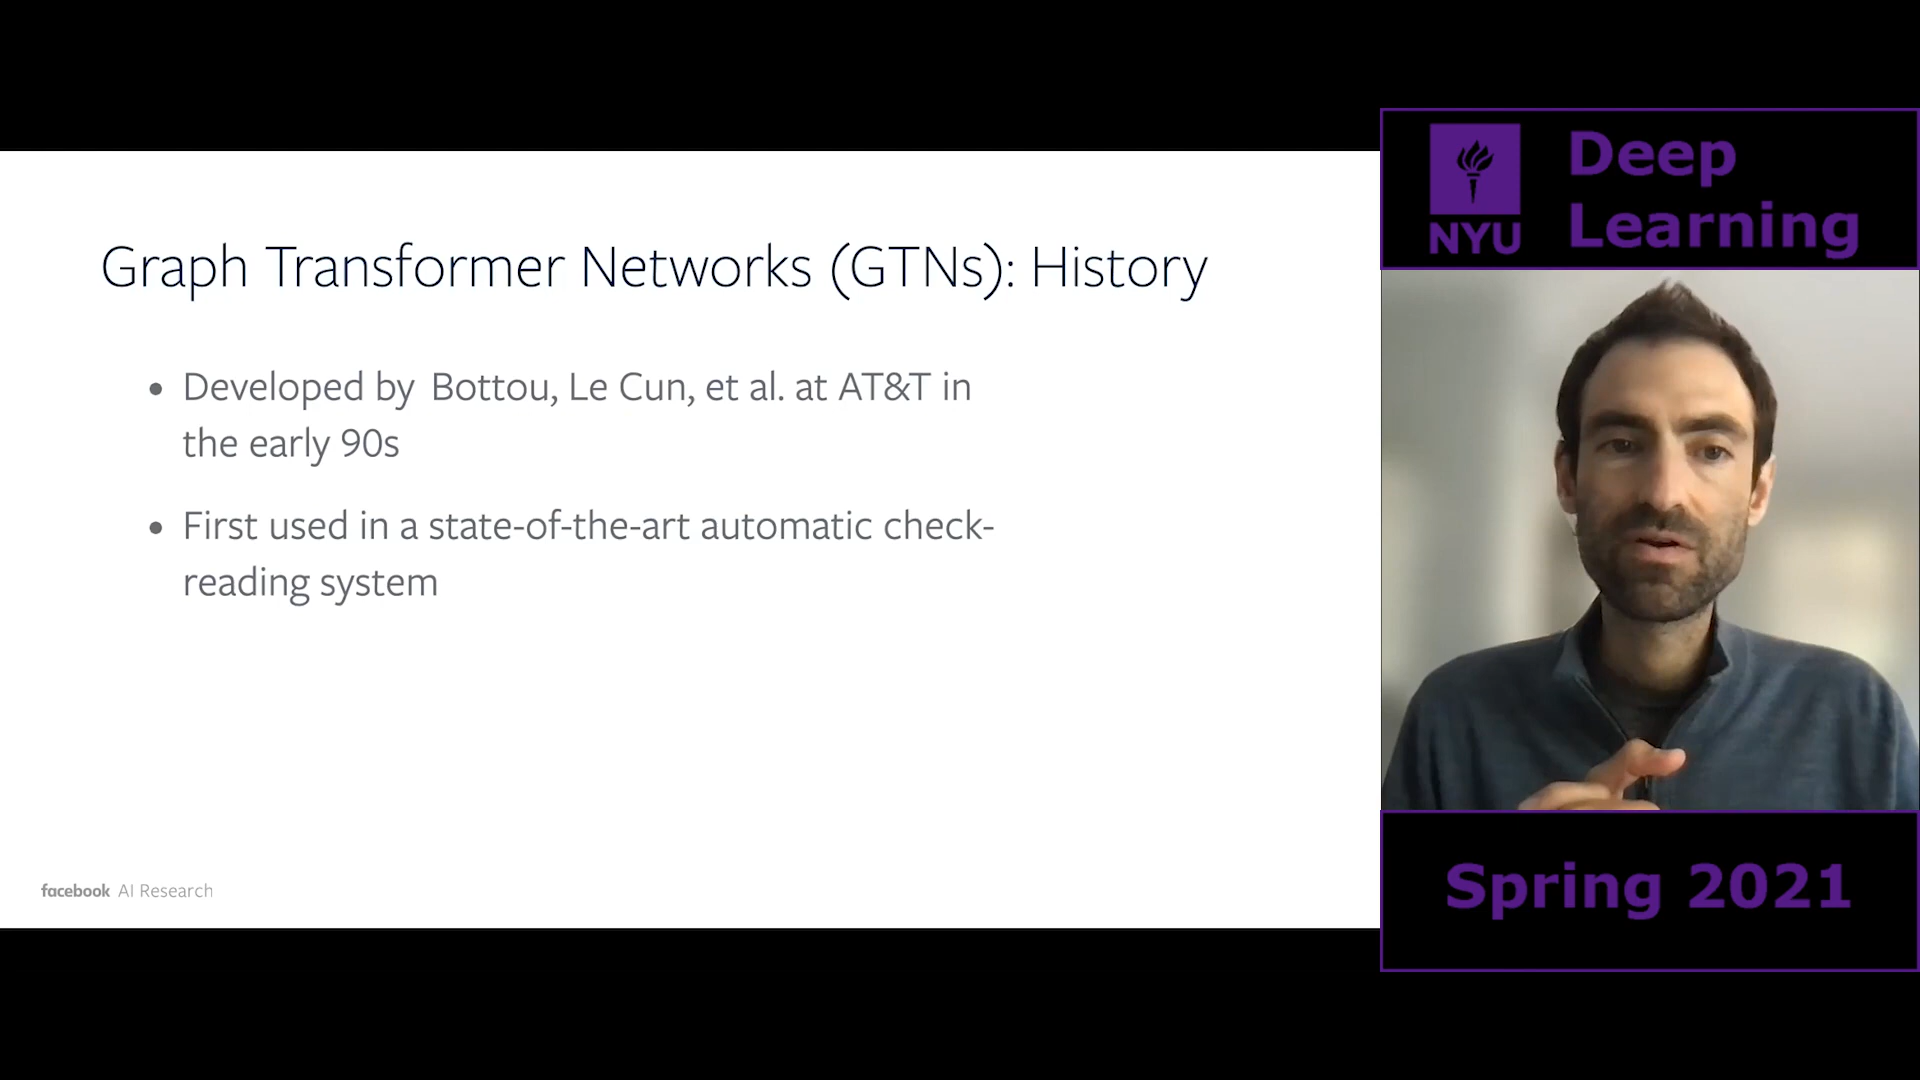 Graph Transformer Networks (GTNs): History
• Developed by Bottou, Le Cun, et al. at AT&T in
the early 90s
• First used in a state-of-the-art automatic check-
reading system
facebook AI Research
NYU
Deep
Learning
Spring 2021